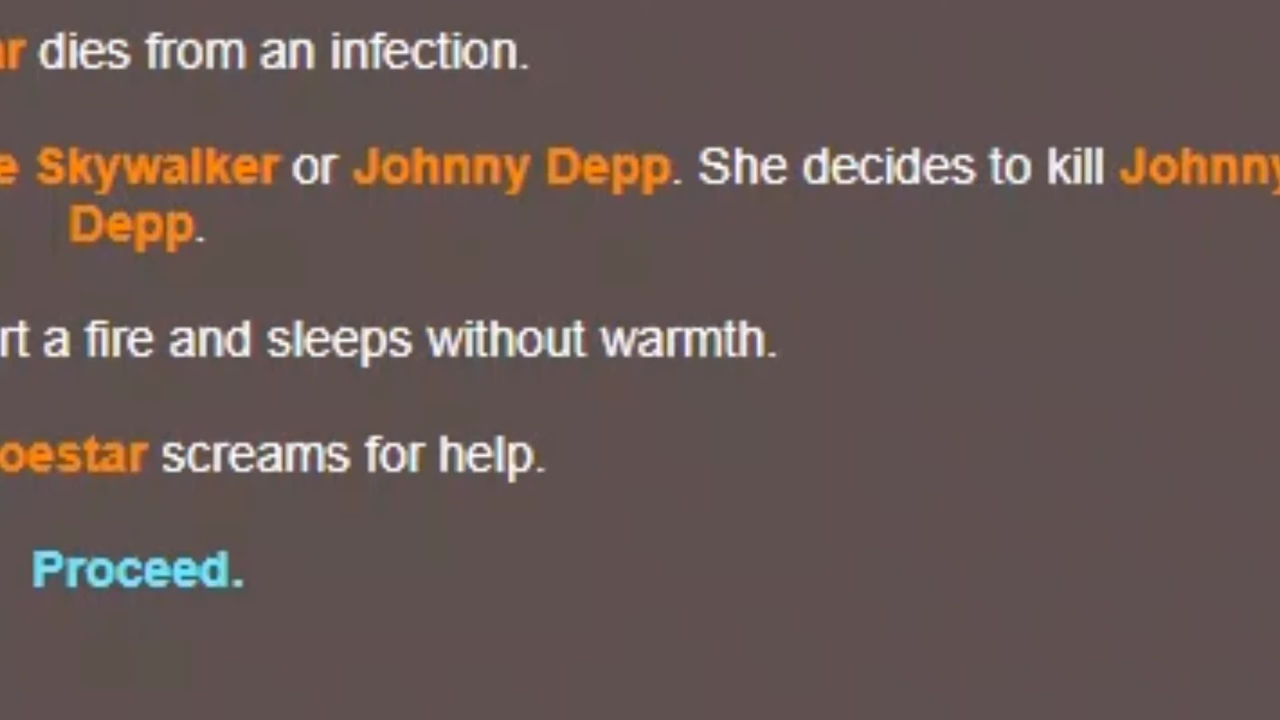 dies from an infection.
Skywalker or Johnny Depp. She decides to kill Johnny
Depp.
a fire and sleeps without warmth.
screams for help.
Proceed.